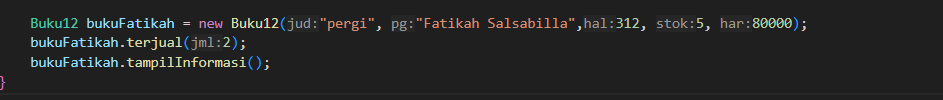 Buku12 bukuFatikah = new Buku12(jud:"pergi", pg:"Fatikah Salsabilla",hal:312, stok:5, har:80000);
bukuFatikah.terjual(jml:2);
bukuFatikah.tampilInformasi();
}